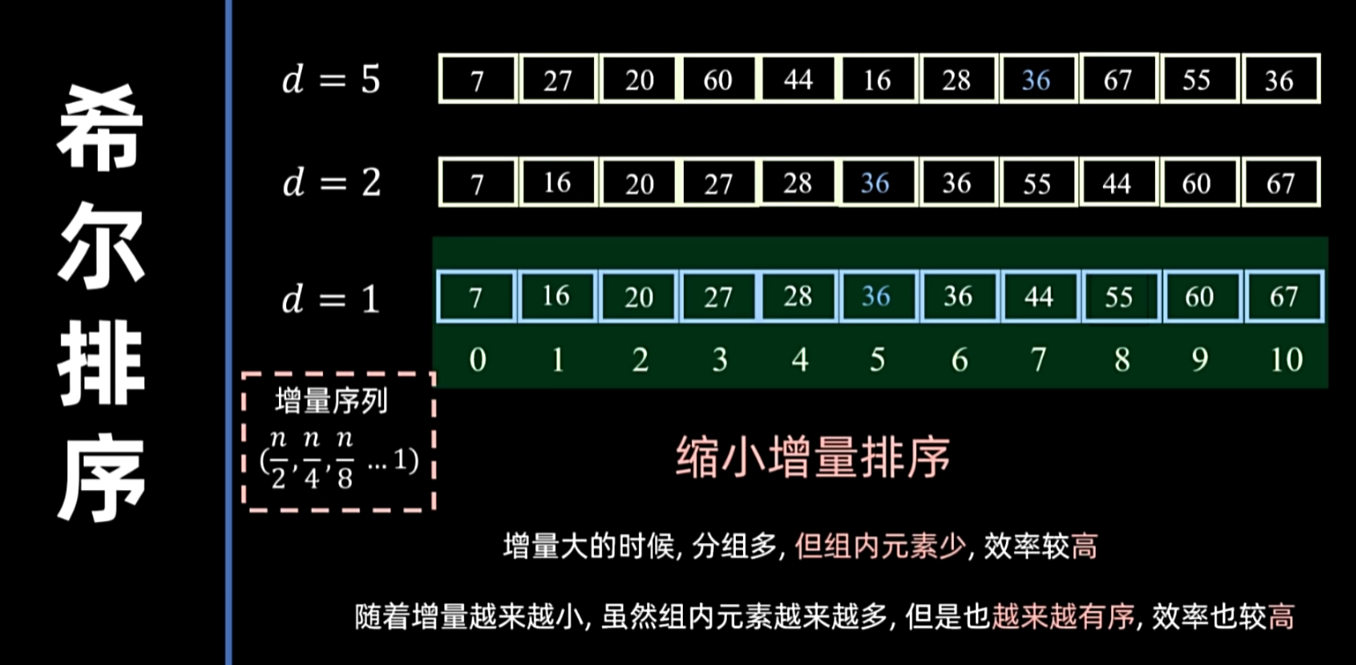 希尔排序
d = 5 7 27 20 60 44 16 28 36 67 55 36
d = 2 7 16 20 27 28 36 36 55 44 60 67
d = 1 7 16 20 27 28 36 36 44 55 60 67
0 1 2 3 4 5 6 7 8 9 10
增量序列
(n/2, n/4, n/8 ... 1)
缩小增量排序
增量大的时候, 分组多, 但组内元素少, 效率较高
随着增量越来越小, 虽然组内元素越来越多, 但是也越来越有序, 效率也较高